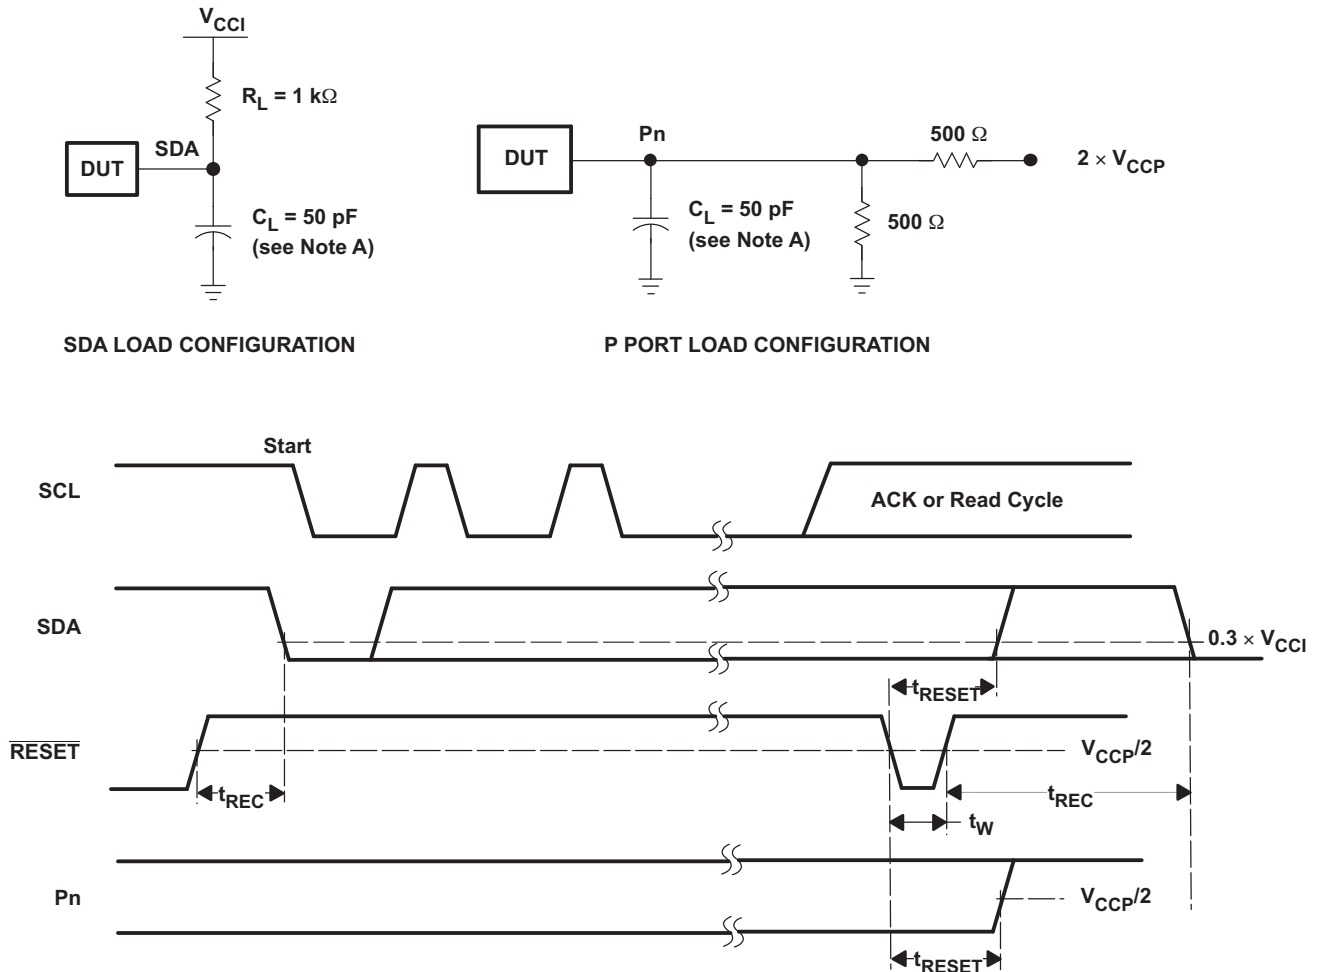 VCCI
RL = 1 kΩ
SDA
DUT
CL = 50 pF
(see Note A)
SDA LOAD CONFIGURATION
Pn
500 Ω
DUT
2 × VCCP
CL = 50 pF
(see Note A)
500 Ω
P PORT LOAD CONFIGURATION
Start
SCL
ACK or Read Cycle
SDA
0.3 × VCCI
tRESET
RESET
VCCP/2
tREC
tREC
tW
Pn
VCCP/2
tRESET